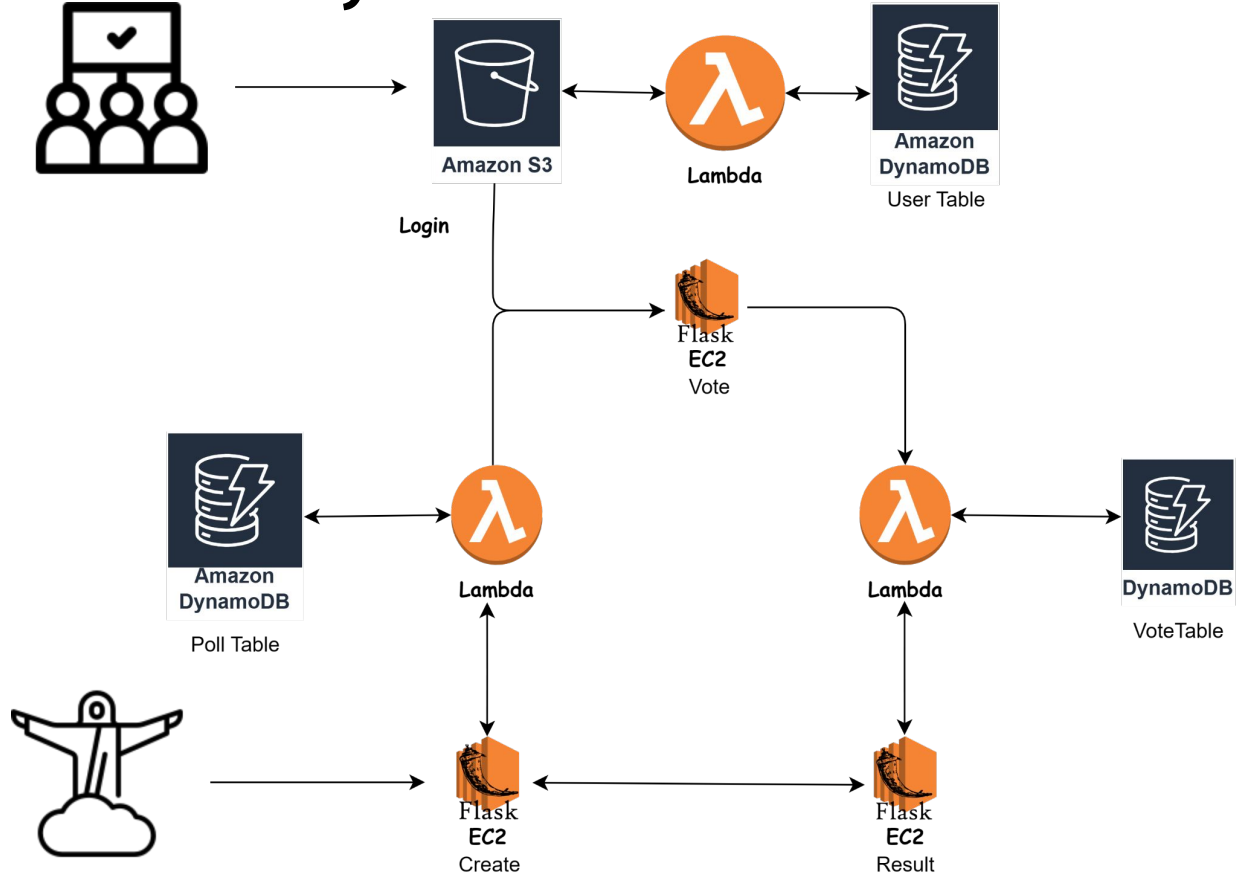 Amazon S3
Lambda
Amazon
DynamoDB
User Table
Login
Flask
EC2
Vote
Amazon
DynamoDB
Poll Table
Lambda
Lambda
DynamoDB
VoteTable
Flask
EC2
Create
Flask
EC2
Result